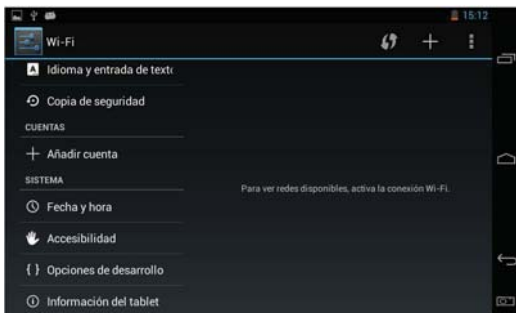 15:12
Wi-Fi
Idioma y entrada de texto
Copia de seguridad
CUENTAS
Añadir cuenta
SISTEMA
Para ver redes disponibles, activa la conexión Wi-Fi.
Fecha y hora
Accesibilidad
{ } Opciones de desarrollo
Información del tablet